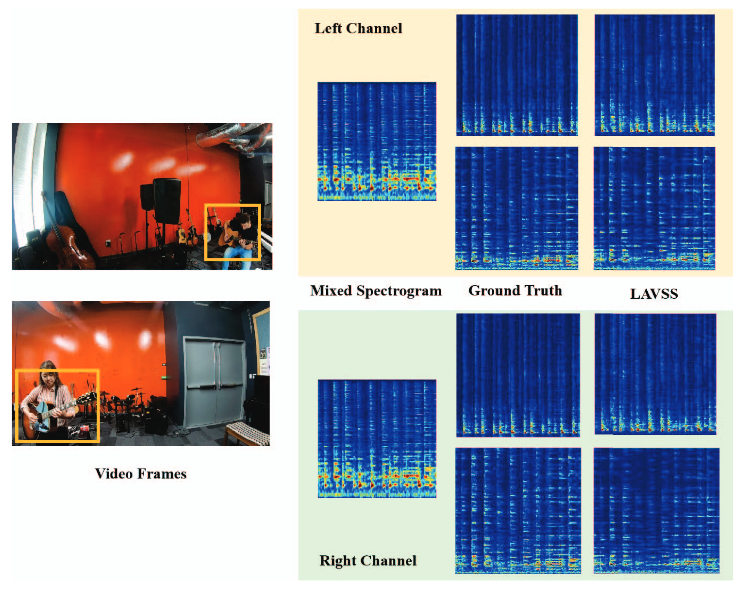 Left Channel
Mixed Spectrogram
Ground Truth
LAVSS
Video Frames
Right Channel